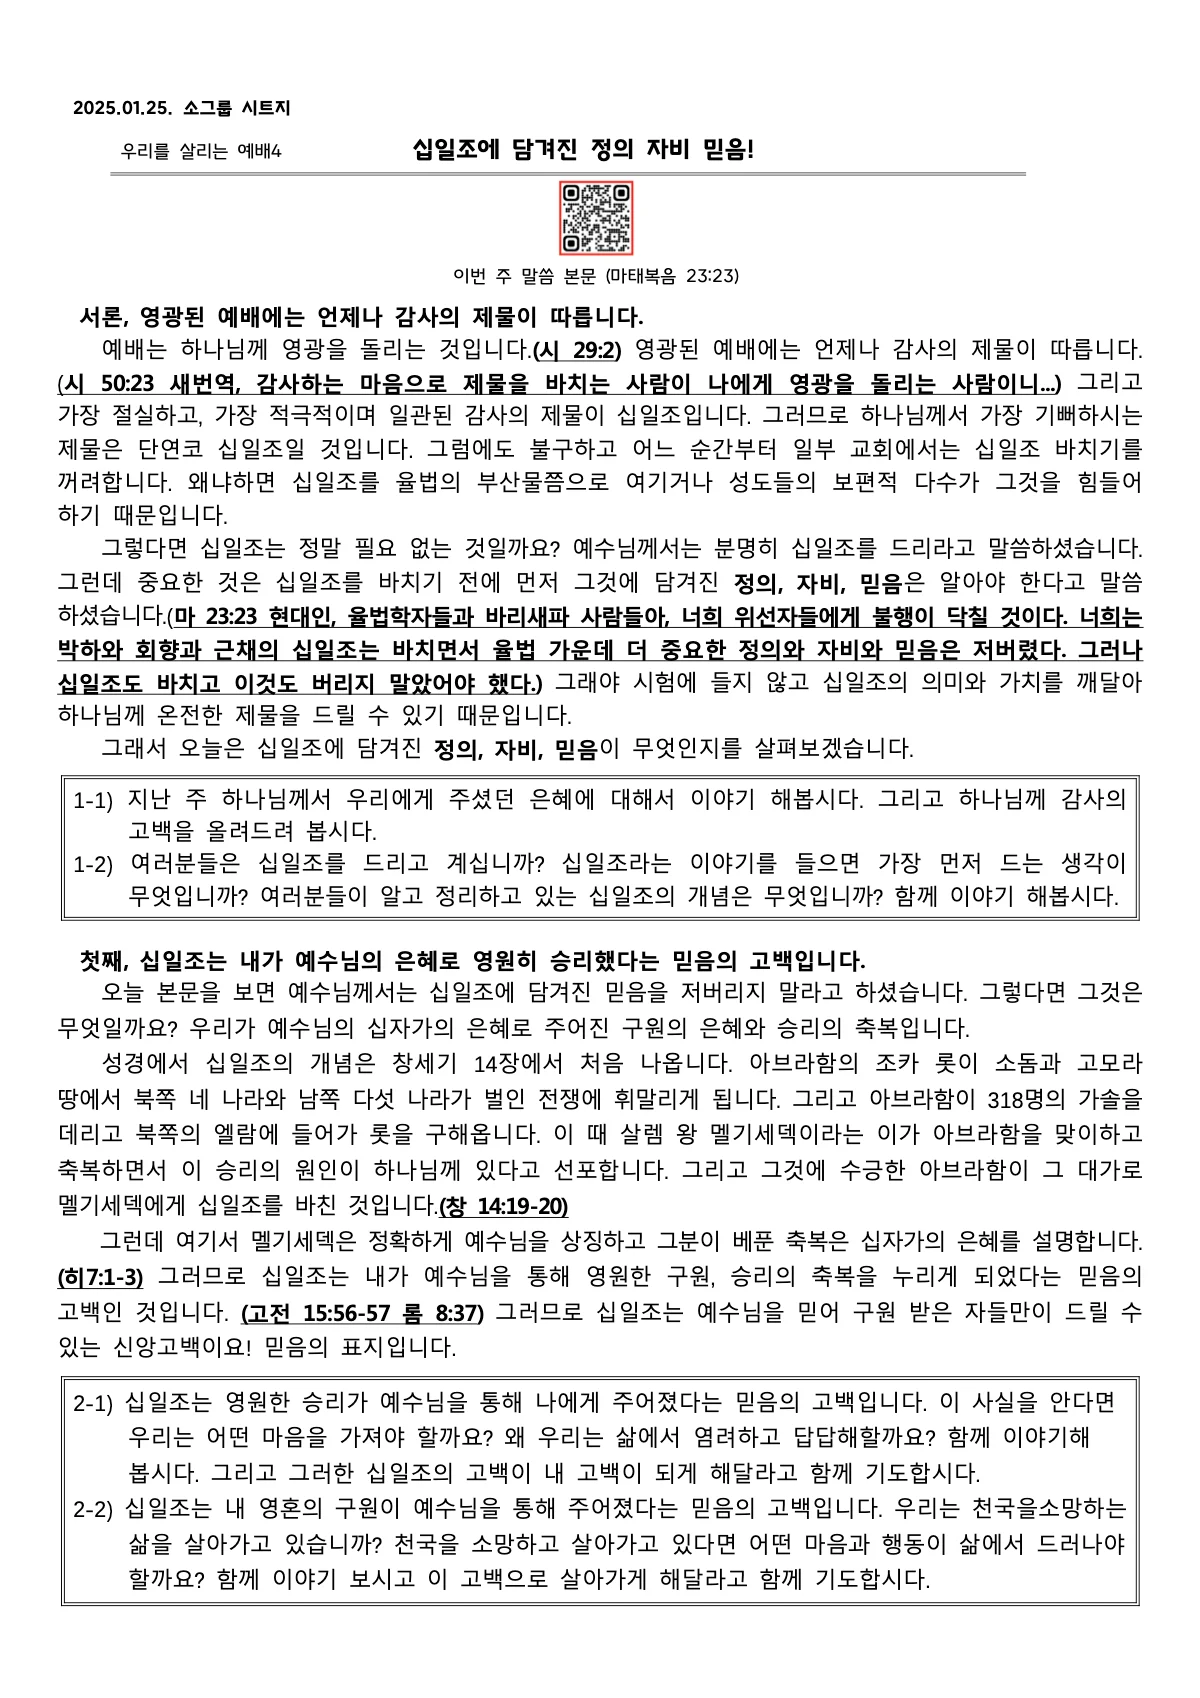 2025.01.25. 소그룹 시트지
우리를 살리는 예배4 십일조에 담겨진 정의 자비 믿음!
이번 주 말씀 본문 (마태복음 23:23)
서론, 영광된 예배에는 언제나 감사의 제물이 따릅니다.
예배는 하나님께 영광을 돌리는 것입니다.(시 29:2) 영광된 예배에는 언제나 감사의 제물이 따릅니다.
(시 50:23 새번역, 감사하는 마음으로 제물을 바치는 사람이 나에게 영광을 돌리는 사람이니...) 그리고
가장 절실하고, 가장 적극적이며 일관된 감사의 제물이 십일조입니다. 그러므로 하나님께서 가장 기뻐하시는
제물은 단연코 십일조일 것입니다. 그럼에도 불구하고 어느 순간부터 일부 교회에서는 십일조 바치기를
꺼려합니다. 왜냐하면 십일조를 율법의 부산물쯤으로 여기거나 성도들의 보편적 다수가 그것을 힘들어
하기 때문입니다.
그렇다면 십일조는 정말 필요 없는 것일까요? 예수님께서는 분명히 십일조를 드리라고 말씀하셨습니다.
그런데 중요한 것은 십일조를 바치기 전에 먼저 그것에 담겨진 정의, 자비, 믿음은 알아야 한다고 말씀
하셨습니다.(마 23:23 현대인, 율법학자들과 바리새파 사람들아, 너희 위선자들에게 불행이 닥칠 것이다. 너희는
박하와 회향과 근채의 십일조는 바치면서 율법 가운데 더 중요한 정의와 자비와 믿음은 저버렸다. 그러나
십일조도 바치고 이것도 버리지 말았어야 했다.) 그래야 시험에 들지 않고 십일조의 의미와 가치를 깨달아
하나님께 온전한 제물을 드릴 수 있기 때문입니다.
그래서 오늘은 십일조에 담겨진 정의, 자비, 믿음이 무엇인지를 살펴보겠습니다.
1-1) 지난 주 하나님께서 우리에게 주셨던 은혜에 대해서 이야기 해봅시다. 그리고 하나님께 감사의
고백을 올려드려 봅시다.
1-2) 여러분들은 십일조를 드리고 계십니까? 십일조라는 이야기를 들으면 가장 먼저 드는 생각이
무엇입니까? 여러분들이 알고 정리하고 있는 십일조의 개념은 무엇입니까? 함께 이야기 해봅시다.
첫째, 십일조는 내가 예수님의 은혜로 영원히 승리했다는 믿음의 고백입니다.
오늘 본문을 보면 예수님께서는 십일조에 담겨진 믿음을 저버리지 말라고 하셨습니다. 그렇다면 그것은
무엇일까요? 우리가 예수님의 십자가의 은혜로 주어진 구원의 은혜와 승리의 축복입니다.
성경에서 십일조의 개념은 창세기 14장에서 처음 나옵니다. 아브라함의 조카 롯이 소돔과 고모라
땅에서 북쪽 네 나라와 남쪽 다섯 나라가 벌인 전쟁에 휘말리게 됩니다. 그리고 아브라함이 318명의 가솔을
데리고 북쪽의 엘람에 들어가 롯을 구해옵니다. 이 때 살렘 왕 멜기세덱이라는 이가 아브라함을 맞이하고
축복하면서 이 승리의 원인이 하나님께 있다고 선포합니다. 그리고 그것에 수긍한 아브라함이 그 대가로
멜기세덱에게 십일조를 바친 것입니다.(창 14:19-20)
그런데 여기서 멜기세덱은 정확하게 예수님을 상징하고 그분이 베푼 축복은 십자가의 은혜를 설명합니다.
(히7:1-3) 그러므로 십일조는 내가 예수님을 통해 영원한 구원, 승리의 축복을 누리게 되었다는 믿음의
고백인 것입니다. (고전 15:56-57 롬 8:37) 그러므로 십일조는 예수님을 믿어 구원 받은 자들만이 드릴 수
있는 신앙고백이요! 믿음의 표지입니다.
2-1) 십일조는 영원한 승리가 예수님을 통해 나에게 주어졌다는 믿음의 고백입니다. 이 사실을 안다면
우리는 어떤 마음을 가져야 할까요? 왜 우리는 삶에서 염려하고 답답해할까요? 함께 이야기해
봅시다. 그리고 그러한 십일조의 고백이 내 고백이 되게 해달라고 함께 기도합시다.
2-2) 십일조는 내 영혼의 구원이 예수님을 통해 주어졌다는 믿음의 고백입니다. 우리는 천국을소망하는
삶을 살아가고 있습니까? 천국을 소망하고 살아가고 있다면 어떤 마음과 행동이 삶에서 드러나야
할까요? 함께 이야기 보시고 이 고백으로 살아가게 해달라고 함께 기도합시다.